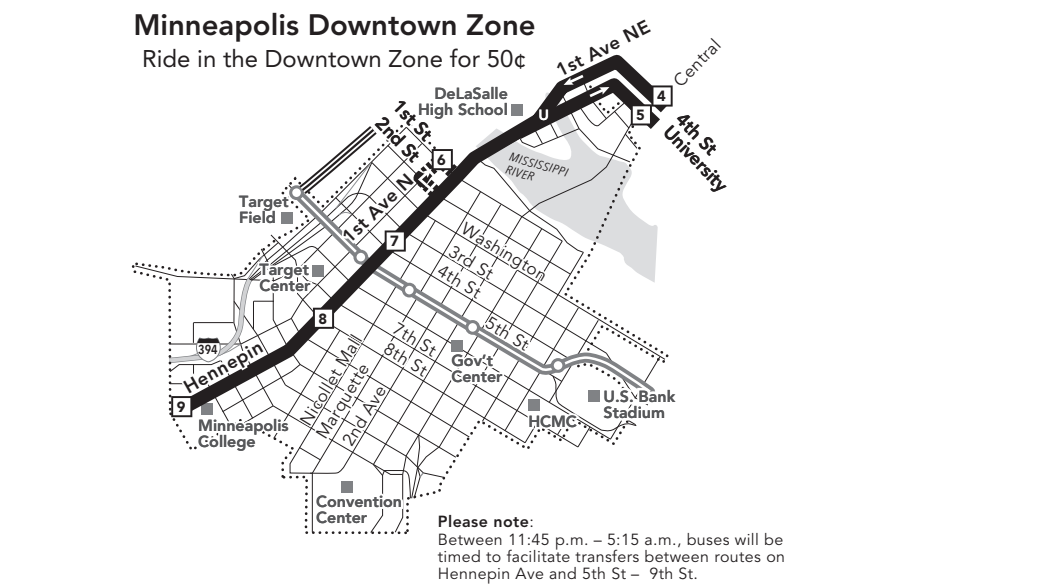 Minneapolis Downtown Zone
Ride in the Downtown Zone for 50¢
1st Ave NE
Central
DeLaSalle
High School
U
4
5
4th St
University
1st St
2nd St
6
MISSISSIPPI
RIVER
Target
Field
1st Ave N
7
Washington
3rd St
4th St
Target
Center
8
5th St
7th St
8th St
394
Hennepin
Nicollet Mall
Marquette
2nd Ave
Gov't
Center
9
Minneapolis
College
HCMC
U.S. Bank
Stadium
Convention
Center
Please note:
Between 11:45 p.m. – 5:15 a.m., buses will be
timed to facilitate transfers between routes on
Hennepin Ave and 5th St – 9th St.